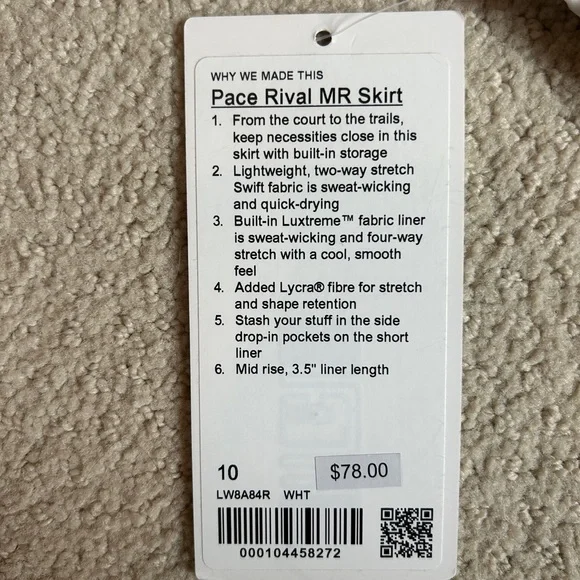 WHY WE MADE THIS
Pace Rival MR Skirt
1. From the court to the trails,
keep necessities close in this
skirt with built-in storage
2. Lightweight, two-way stretch
Swift fabric is sweat-wicking
and quick-drying
3. Built-in Luxtreme™ fabric liner
is sweat-wicking and four-way
stretch with a cool, smooth
feel
4. Added Lycra® fibre for stretch
and shape retention
5. Stash your stuff in the side
drop-in pockets on the short
liner
6. Mid rise, 3.5" liner length
10
$78.00
LW8A84R WHT
000104458272